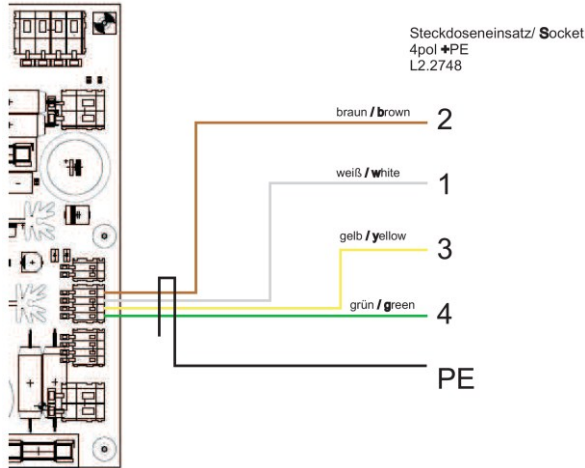 Steckdoseneinsatz/ Socket
4pol +PE
L2.2748
braun / brown
2
weiß / white
1
gelb / yellow
3
grün / green
4
PE